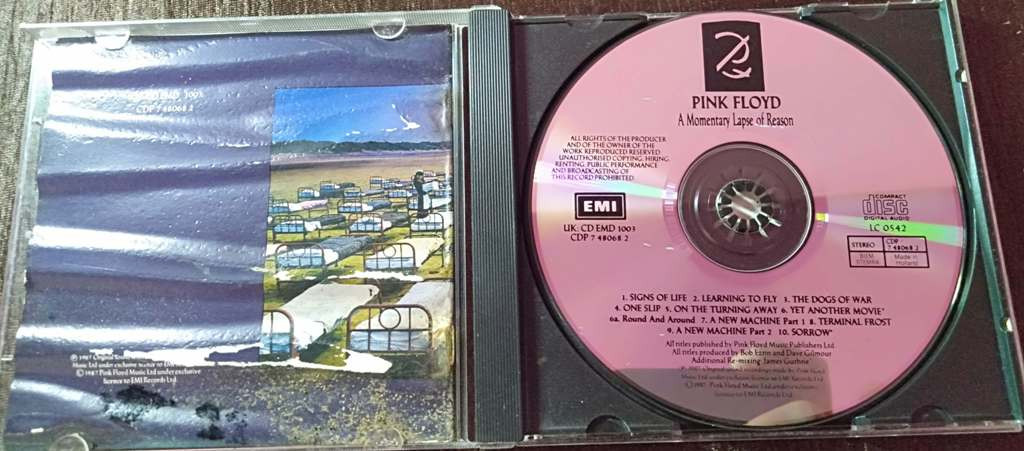 CD EMD 1003
CDP 7 48068 2
℗ 1987 Original
Music Ltd under exclusive licence to EMI
© 1987 Pink Floyd Music Ltd under exclusive
licence to EMI Records Ltd.
PINK FLOYD
A Momentary Lapse of Reason
ALL RIGHTS OF THE PRODUCER
AND OF THE OWNER OF THE
WORK REPRODUCED RESERVED
UNAUTHORISED COPYING, HIRING,
RENTING, PUBLIC PERFORMANCE
AND BROADCASTING OF
THIS RECORD PROHIBITED.
EMI
UK: CD EMD 1003
CDP 7 48068 2
COMPACT
disc
DIGITAL AUDIO
LC 0542
STEREO
CDP
7 48068 2
BIEM
STEMRA
Made in
Holland
1. SIGNS OF LIFE 2. LEARNING TO FLY 3. THE DOGS OF WAR
4. ONE SLIP 5. ON THE TURNING AWAY 6. YET ANOTHER MOVIE*
6a. Round And Around 7. A NEW MACHINE Part 1 8. TERMINAL FROST
9. A NEW MACHINE Part 2 10. SORROW*
All titles published by Pink Floyd Music Publishers Ltd.
All titles produced by Bob Ezrin and Dave Gilmour
Additional Re-mixing James Guthrie
℗ 1987 Original sound recordings made by Pink Floyd
Music Ltd under exclusive licence to EMI Records Ltd.
© 1987 Pink Floyd Music Ltd under exclusive
licence to EMI Records Ltd.